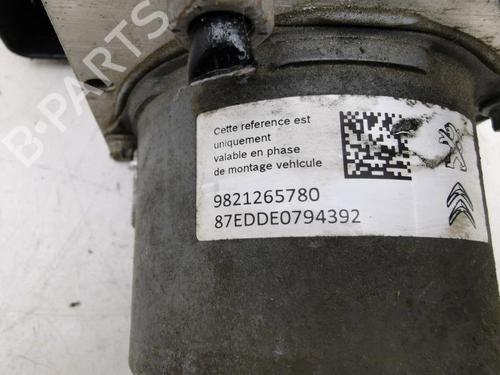 B-PARTS
Cette reference est
uniquement
valable en phase
de montage vehicule
9821265780
87EDDE0794392